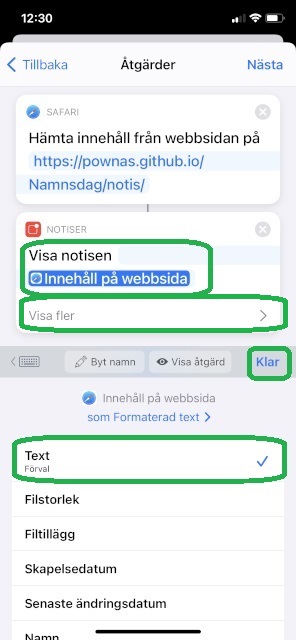 12:30
Tillbaka
Åtgärder
Nästa
SAFARI
Hämta innehåll från webbsidan på
https://pownas.github.io/
Namnsdag/notis/
NOTISER
Visa notisen
Innehåll på webbsida
Visa fler
Byt namn
Visa åtgärd
Klar
Innehåll på webbsida
som Formaterad text
Text
Förval
Filstorlek
Filtillägg
Skapelsedatum
Senaste ändringsdatum
Namn